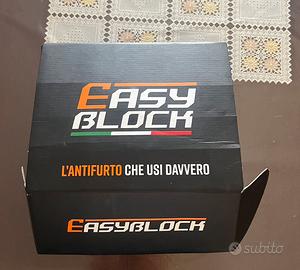 EASY
BLOCK
L'ANTIFURTO CHE USI DAVVERO
EASYBLOCK
subito